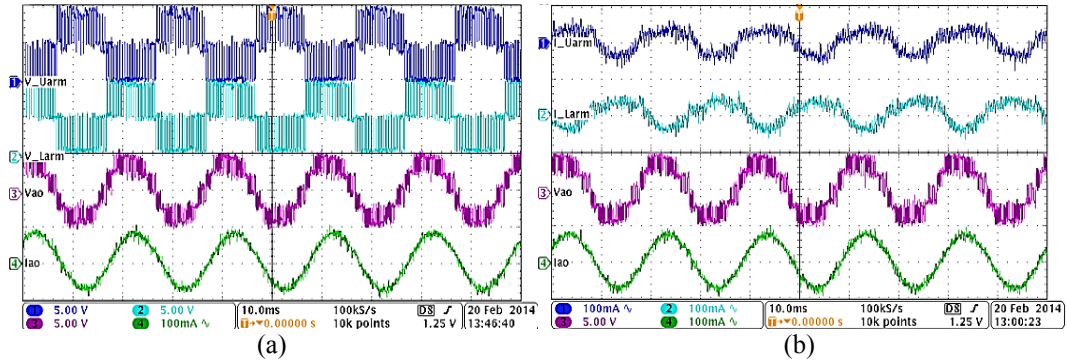 T
1
V_Uarm
2
V_Larm
3
Vao
4
Iao
1 5.00 V 2 5.00 V
3 5.00 V 4 100mA ∿
10.0ms 100kS/s
T→▼0.00000 s 10k points
D8 ∫
1.25 V
20 Feb 2014
13:46:40
(a)
T
1
I_Uarm
2
I_Larm
3
Vao
4
Iao
1 100mA ∿ 2 100mA ∿
3 5.00 V 4 100mA ∿
10.0ms 100kS/s
T→▼0.00000 s 10k points
D8 ∫
1.25 V
20 Feb 2014
13:00:23
(b)